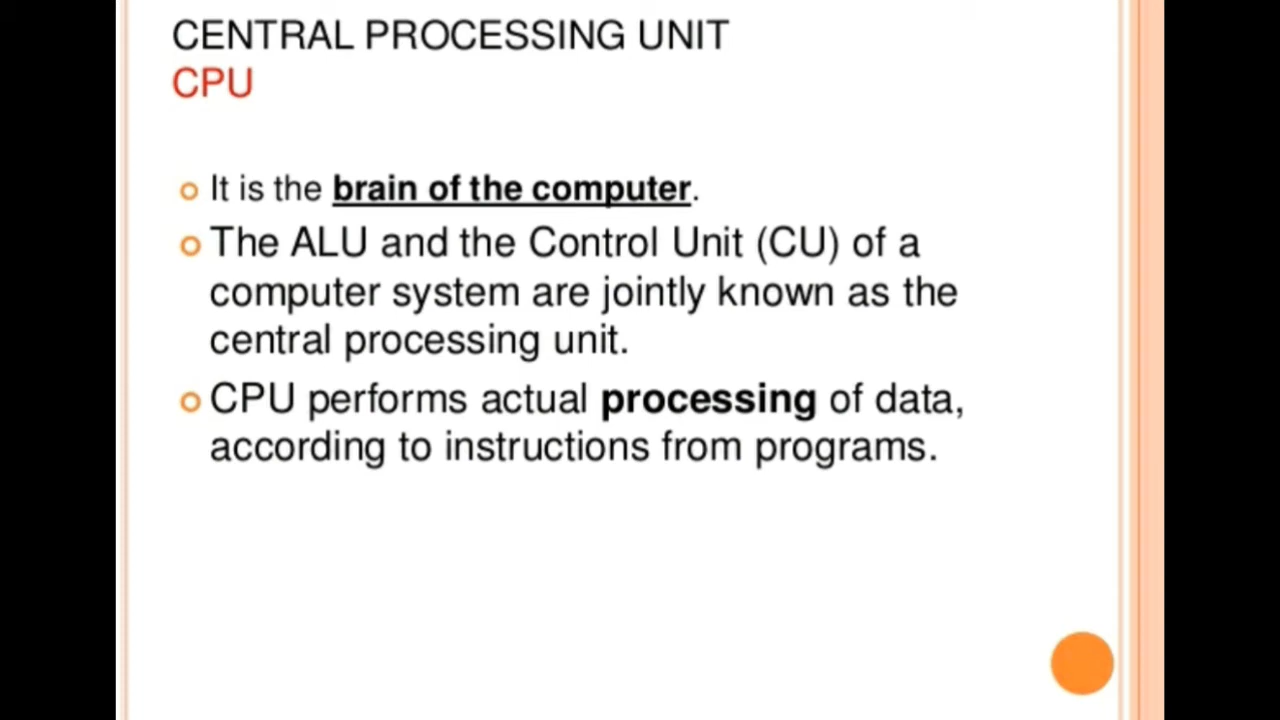 CENTRAL PROCESSING UNIT
CPU
It is the brain of the computer.
The ALU and the Control Unit (CU) of a
computer system are jointly known as the
central processing unit.
CPU performs actual processing of data,
according to instructions from programs.